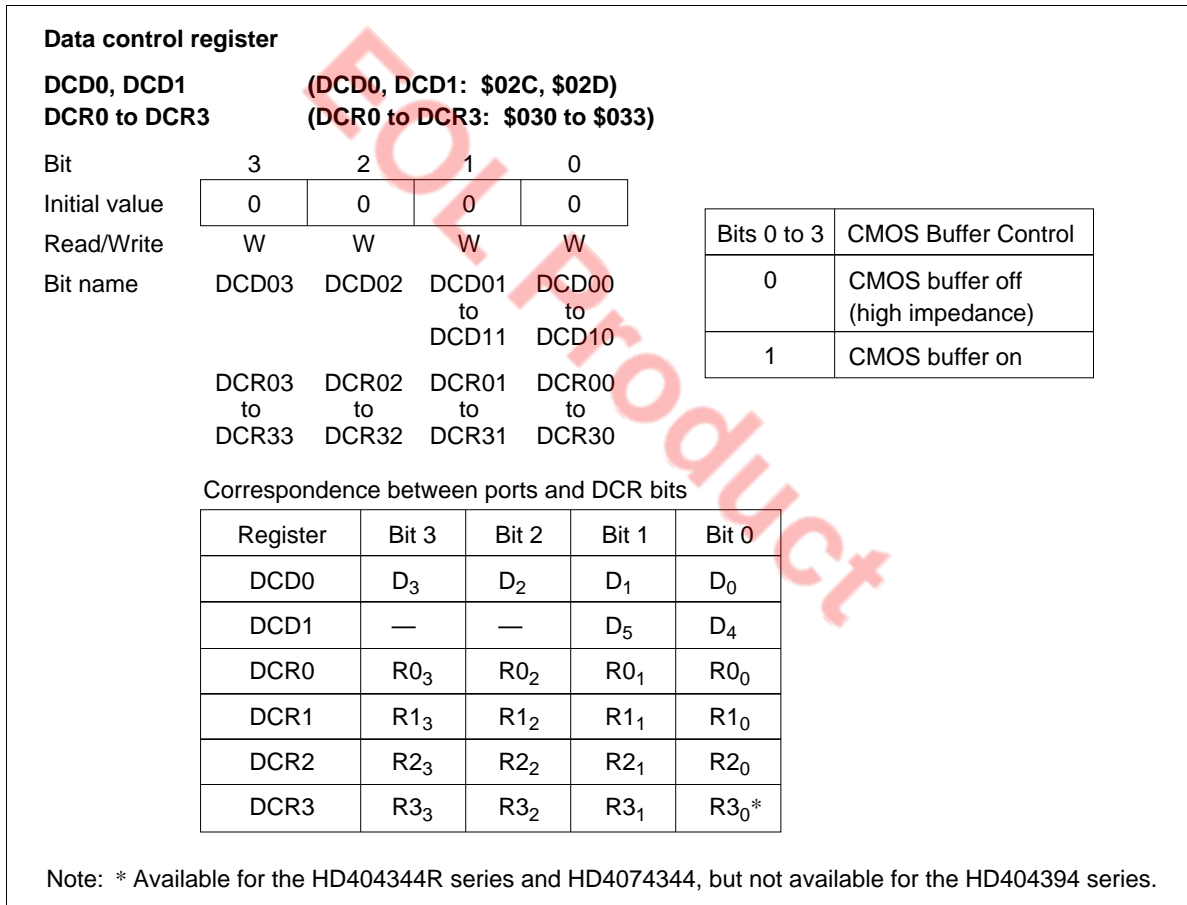 Data control register
DCD0, DCD1 (DCD0, DCD1: $02C, $02D)
DCR0 to DCR3 (DCR0 to DCR3: $030 to $033)
Bit 3 2 1 0
Initial value 0 0 0 0
Read/Write W W W W
Bit name DCD03 DCD02 DCD01 DCD00
to to
DCD11 DCD10
DCR03 DCR02 DCR01 DCR00
to to to to
DCR33 DCR32 DCR31 DCR30
Bits 0 to 3 CMOS Buffer Control
0 CMOS buffer off
(high impedance)
1 CMOS buffer on
Correspondence between ports and DCR bits
Register Bit 3 Bit 2 Bit 1 Bit 0
DCD0 D3 D2 D1 D0
DCD1 — — D5 D4
DCR0 R03 R02 R01 R00
DCR1 R13 R12 R11 R10
DCR2 R23 R22 R21 R20
DCR3 R33 R32 R31 R30*
Note: * Available for the HD404344R series and HD4074344, but not available for the HD404394 series.
EOL Product